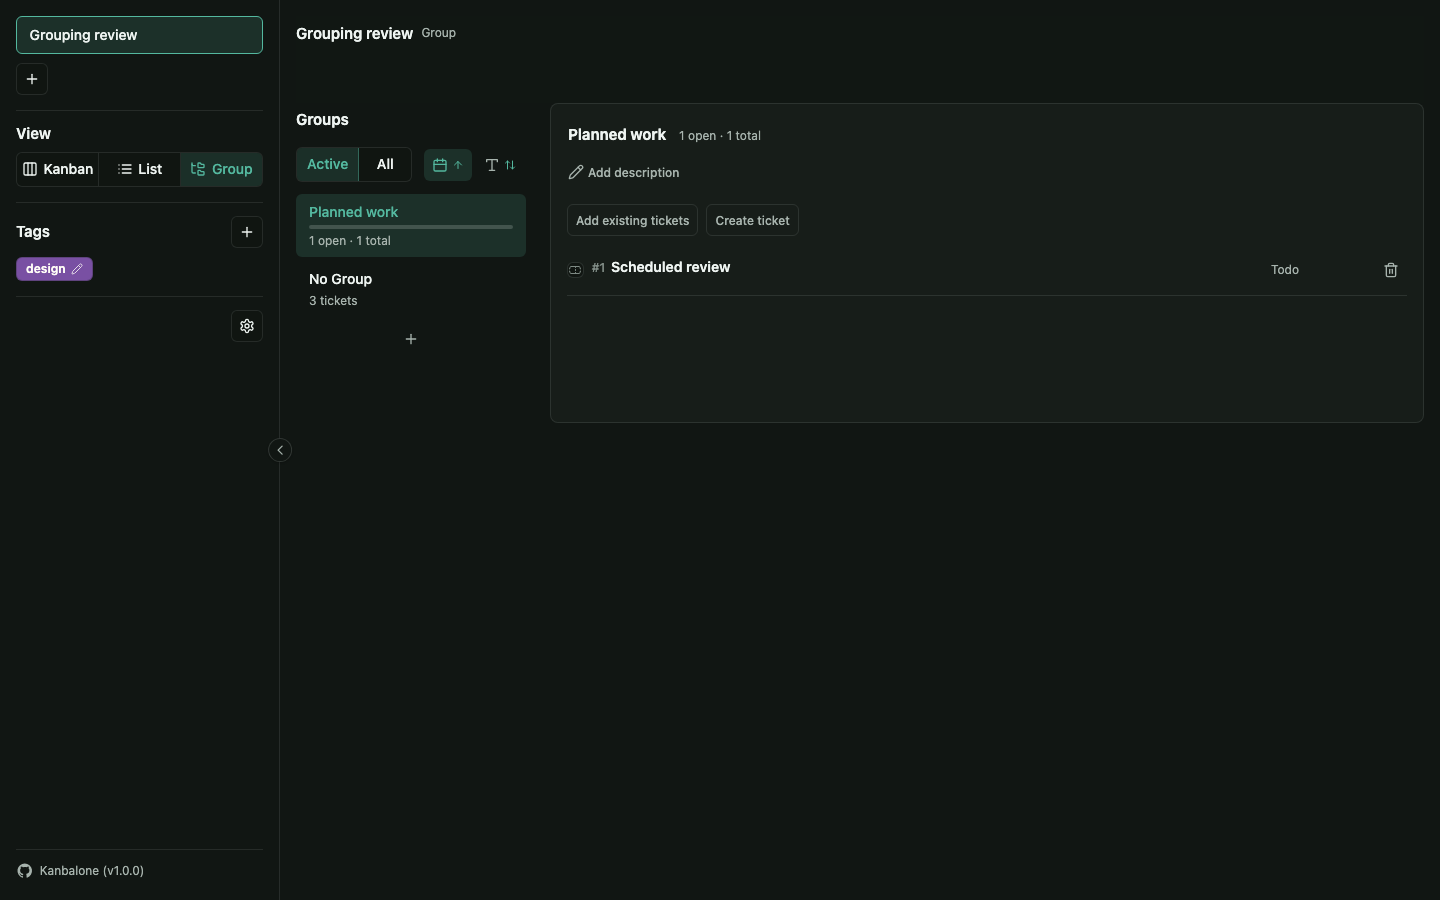 Grouping review
View
Kanban
List
Group
Tags
design
Kanbalone (v1.0.0)
Grouping review Group
Groups
Active
All
Planned work
1 open · 1 total
No Group
3 tickets
Planned work 1 open · 1 total
Add description
Add existing tickets
Create ticket
#1 Scheduled review Todo